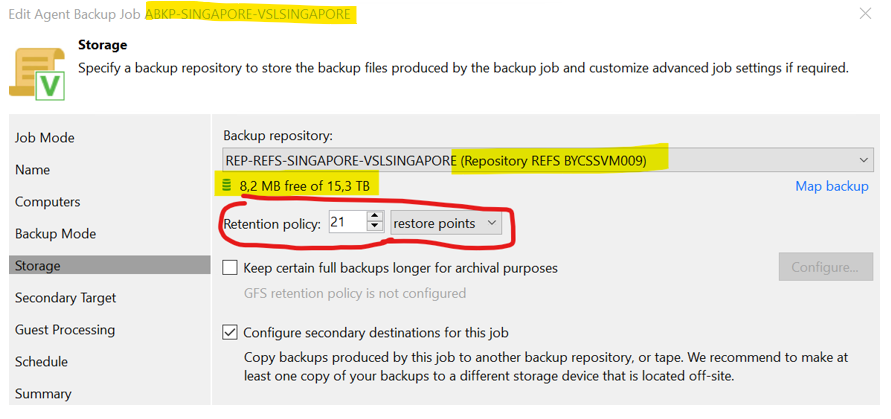 Edit Agent Backup Job ABKP-SINGAPORE-VSLSINGAPORE
Storage
Specify a backup repository to store the backup files produced by the backup job and customize advanced job settings if required.
V
Job Mode
Name
Computers
Backup Mode
Storage
Secondary Target
Guest Processing
Schedule
Summary
Backup repository:
REP-REFS-SINGAPORE-VSLSINGAPORE (Repository REFS BYCSSVM009)
8,2 MB free of 15,3 TB
Map backup
Retention policy: 21 restore points
Keep certain full backups longer for archival purposes
Configure...
GFS retention policy is not configured
Configure secondary destinations for this job
Copy backups produced by this job to another backup repository, or tape. We recommend to make at
least one copy of your backups to a different storage device that is located off-site.